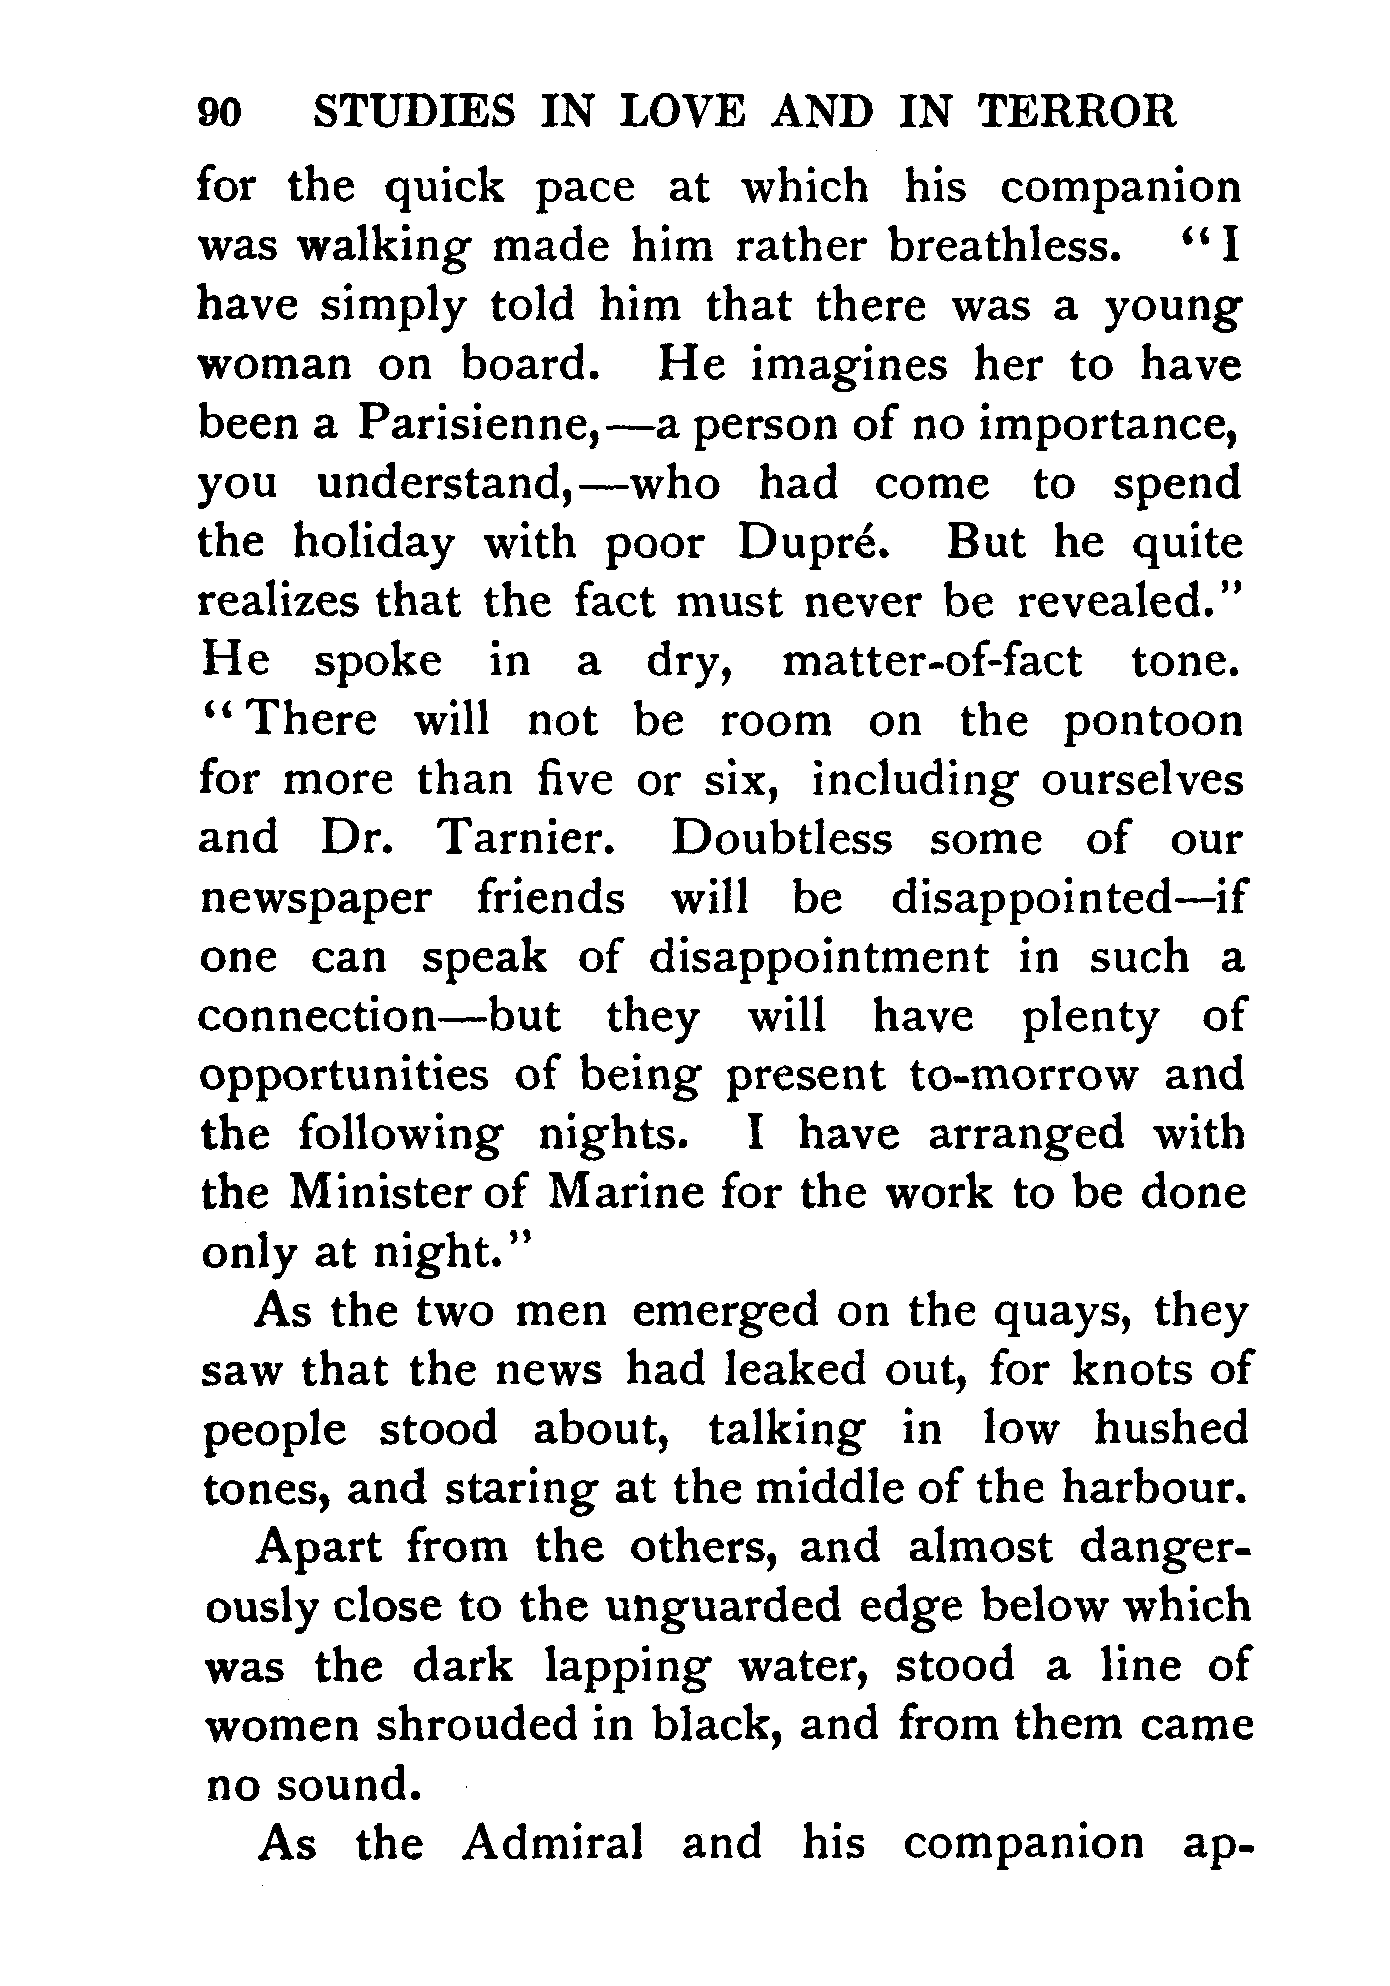 90 STUDIES IN LOVE AND IN TERROR
for the quick pace at which his companion
was walking made him rather breathless. “I
have simply told him that there was a young
woman on board. He imagines her to have
been a Parisienne,—a person of no importance,
you understand,—who had come to spend
the holiday with poor Dupré. But he quite
realizes that the fact must never be revealed.”
He spoke in a dry, matter-of-fact tone.
“There will not be room on the pontoon
for more than five or six, including ourselves
and Dr. Tarnier. Doubtless some of our
newspaper friends will be disappointed—if
one can speak of disappointment in such a
connection—but they will have plenty of
opportunities of being present to-morrow and
the following nights. I have arranged with
the Minister of Marine for the work to be done
only at night.”
As the two men emerged on the quays, they
saw that the news had leaked out, for knots of
people stood about, talking in low hushed
tones, and staring at the middle of the harbour.
Apart from the others, and almost danger-
ously close to the unguarded edge below which
was the dark lapping water, stood a line of
women shrouded in black, and from them came
no sound.
As the Admiral and his companion ap-